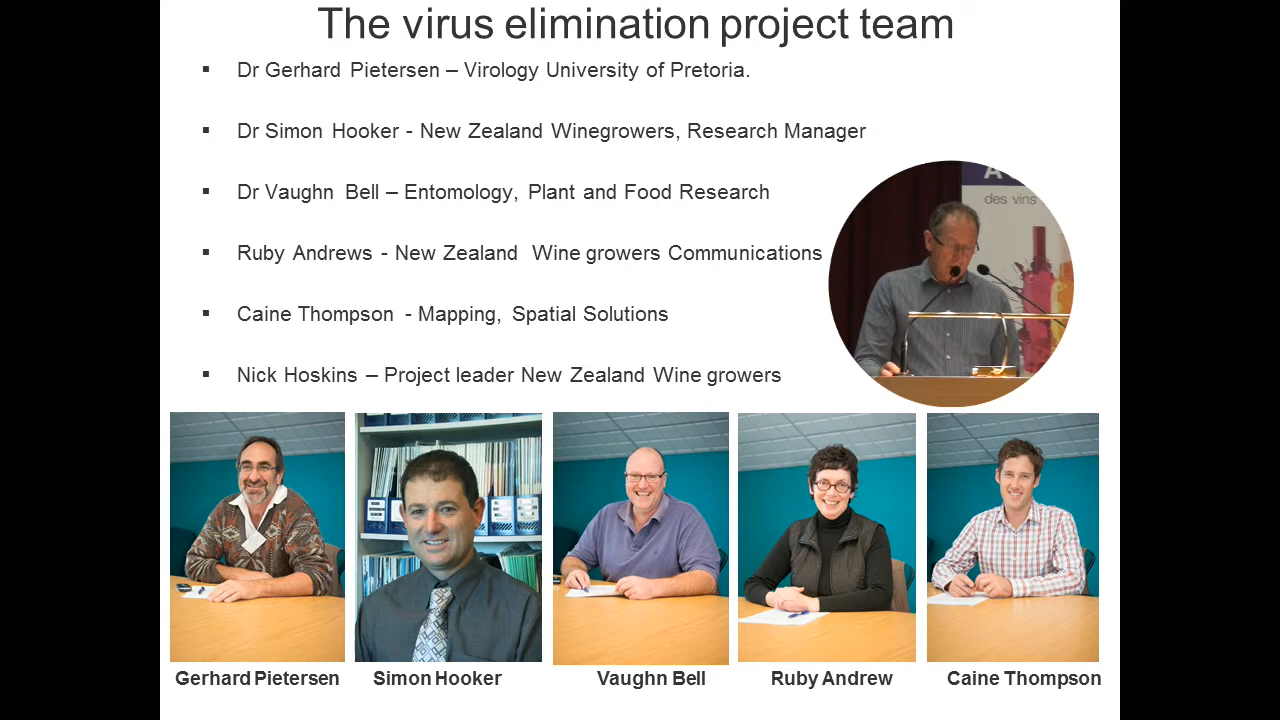 The virus elimination project team
▪ Dr Gerhard Pietersen – Virology University of Pretoria.
▪ Dr Simon Hooker - New Zealand Winegrowers, Research Manager
▪ Dr Vaughn Bell – Entomology, Plant and Food Research
▪ Ruby Andrews - New Zealand Wine growers Communications
▪ Caine Thompson - Mapping, Spatial Solutions
▪ Nick Hoskins – Project leader New Zealand Wine growers
des vins
Gerhard Pietersen
Simon Hooker
Vaughn Bell
Ruby Andrew
Caine Thompson